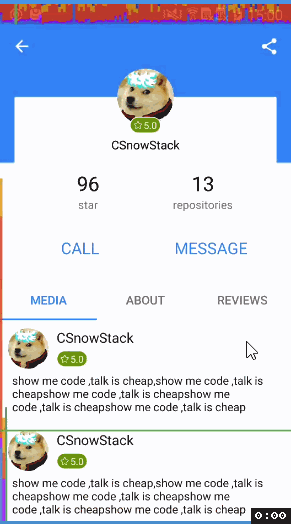 15:00
5.0
CSnowStack
96 13
star repositories
CALL MESSAGE
MEDIA ABOUT REVIEWS
CSnowStack
5.0
show me code ,talk is cheap,show me code ,talk is
cheapshow me code ,talk is cheapshow me
code ,talk is cheapshow me code ,talk is cheap
CSnowStack
5.0
show me code ,talk is cheap,show me code ,talk is
cheapshow me code ,talk is cheapshow me
code ,talk is cheapshow me code ,talk is cheap
0:00